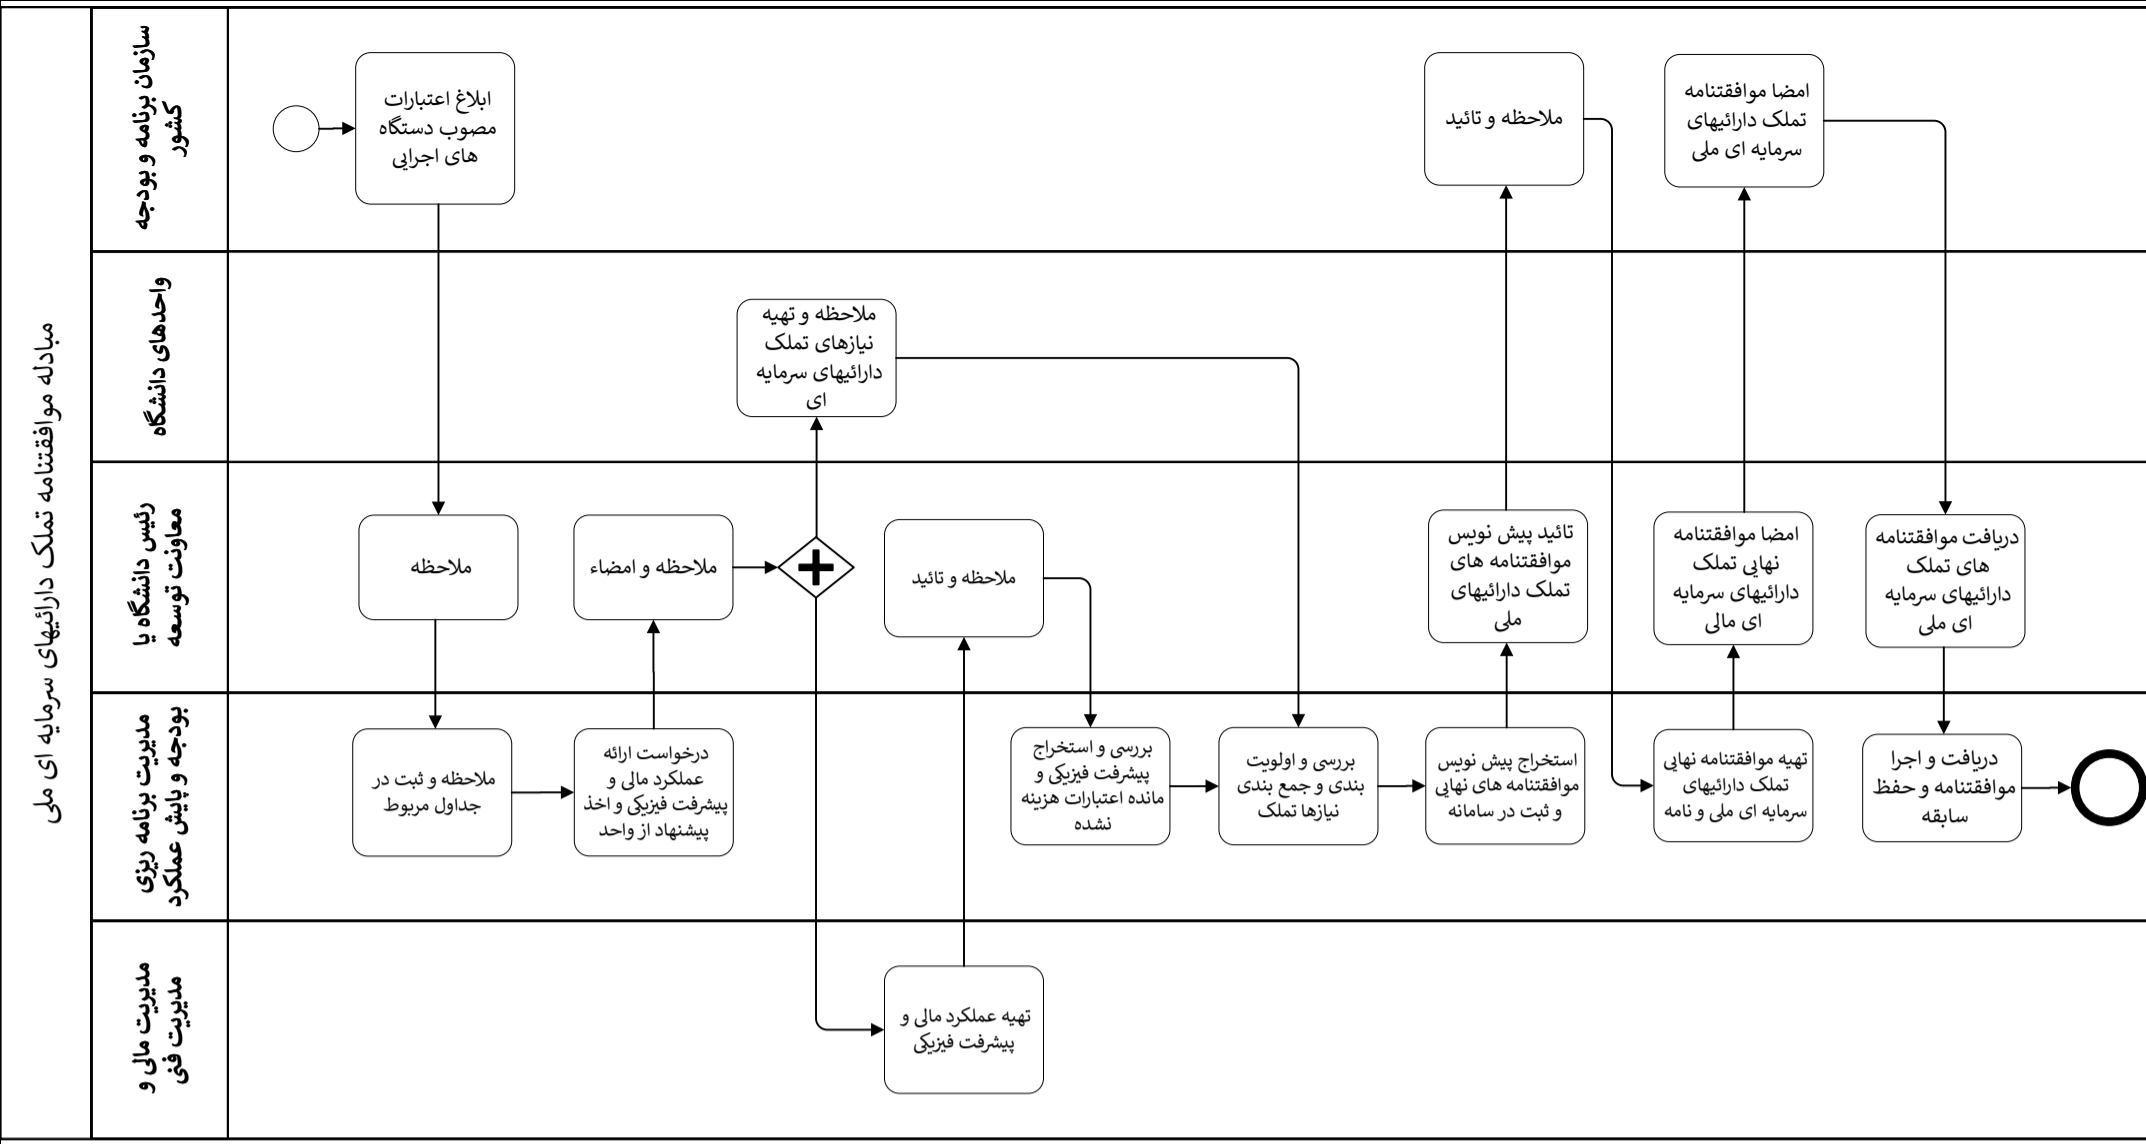 مبادله موافقتنامه تملک دارائیهای سرمایه ای ملی
سازمان برنامه و بودجه
کشور
ابلاغ اعتبارات
مصوب دستگاه
های اجرایی
ملاحظه و تائید
امضا موافقتنامه
تملک دارائیهای
سرمایه ای ملی
واحدهای دانشگاه
ملاحظه و تهیه
نیازهای تملک
دارائیهای سرمایه
ای
رئیس دانشگاه یا
معاونت توسعه
ملاحظه
ملاحظه و امضاء
ملاحظه و تائید
تائید پیش نویس
موافقتنامه های
تملک دارائیهای
ملی
امضا موافقتنامه
نهایی تملک
دارائیهای سرمایه
ای مالی
دریافت موافقتنامه
های تملک
دارائیهای سرمایه
ای ملی
مدیریت برنامه ریزی
بودجه و پایش عملکرد
ملاحظه و ثبت در
جداول مربوط
درخواست ارائه
عملکرد مالی و
پیشرفت فیزیکی و اخذ
پیشنهاد از واحد
بررسی و استخراج
پیشرفت فیزیکی و
مانده اعتبارات هزینه
نشده
بررسی و اولویت
بندی و جمع بندی
نیازها تملک
استخراج پیش نویس
موافقتنامه های نهایی
و ثبت در سامانه
تهیه موافقتنامه نهایی
تملک دارائیهای
سرمایه ای ملی و نامه
دریافت و اجرا
موافقتنامه و حفظ
سابقه
مدیریت مالی و
مدیریت فنی
تهیه عملکرد مالی و
پیشرفت فیزیکی